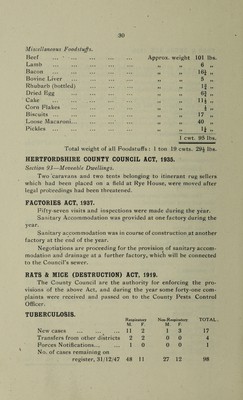 30
Miscellaneous Foodstuffs.
Beef ... ... ... ... ... Approx. weight 101 lbs.
Lamb ... ... ... ... ... „ „ 6 „
Bacon ... ... ... ... ... „ „ 16½ „
Bovine Liver ... ... ... ... „ „ 5 „
Rhubarb (bottled) ... ... ... „ „
Dried Egg ... ... ... ... „ „
Cake ... ... ... ... ... „ „ 11½ „
Corn Flakes ... ... ... ... „ „
Biscuits ... ... ... ... ... „ „ 17 „
Loose Macaroni... ... ... ... „ „ 40 „
Pickles ... ... ... ... ... „ „
1 cwt. 93 lbs.
Total weight of all Foodstuffs: 1 ton 18 cwts. 29½ lbs.
HERTFORDSHIRE COUNTY COUNCIL ACT, 1935.
Section 93—Moveable Dwellings.
Two caravans and two tents belonging to itinerant rug sellers
which had been placed on a field at Rye House, were moved after
legal proceedings had been threatened.
FACTORIES ACT, 1937.
Fifty-seven visits and inspections were made during the year.
Sanitary Accommodation was provided at one factory during the
year.
Sanitary accommodation was in course of construction at another
factory at the end of the year.
Negotiations are proceeding for the provision of sanitary accom-
modation and drainage at a further factory, which will be connected
to the Council's sewer.
RATS & MICE (DESTRUCTION) ACT, 1919.
The County Council are the authority for enforcing the pro-
visions of the above Act, and during the year some forty-one com-
plaints were received and passed on to the County Pests Control
Officer.
TUBERCULOSIS.
Respiratory Non-Respiratory TOTAL.
M. F. M. F.
New cases ... ... ... 11 2 1 3 17
Transfers from other districts 2 2 0 0 4
Forces Notifications... ... 1 0 0 0 1
No. of cases remaining on
register, 31/12/47 48 11 27 12 98